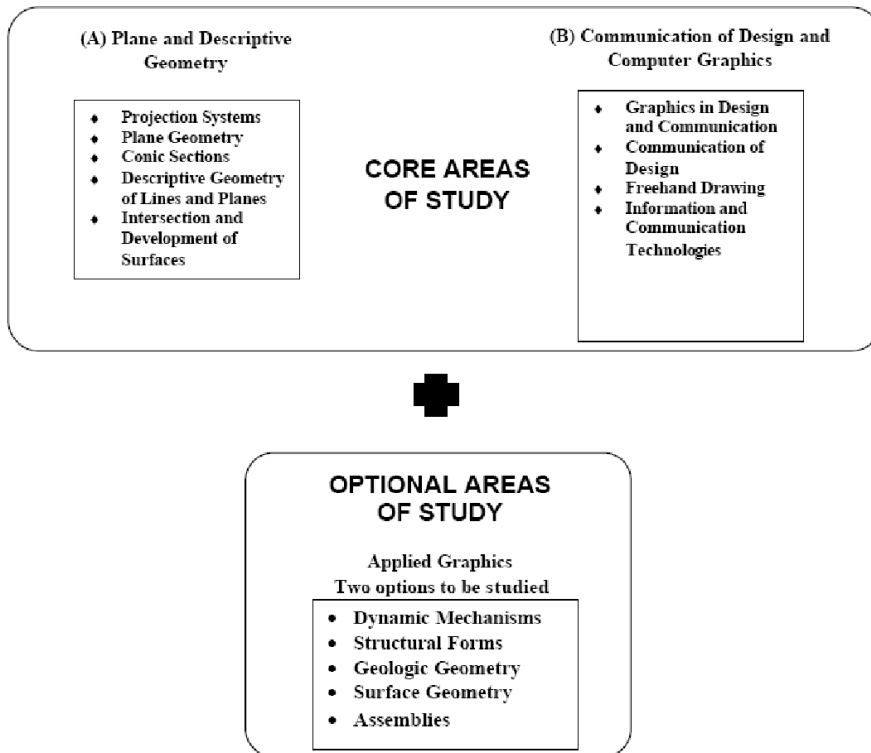 (A) Plane and Descriptive
Geometry
♦ Projection Systems
♦ Plane Geometry
♦ Conic Sections
♦ Descriptive Geometry
of Lines and Planes
♦ Intersection and
Development of
Surfaces
CORE AREAS
OF STUDY
(B) Communication of Design and
Computer Graphics
♦ Graphics in Design
and Communication
♦ Communication of
Design
♦ Freehand Drawing
♦ Information and
Communication
Technologies
OPTIONAL AREAS
OF STUDY
Applied Graphics
Two options to be studied
• Dynamic Mechanisms
• Structural Forms
• Geologic Geometry
• Surface Geometry
• Assemblies